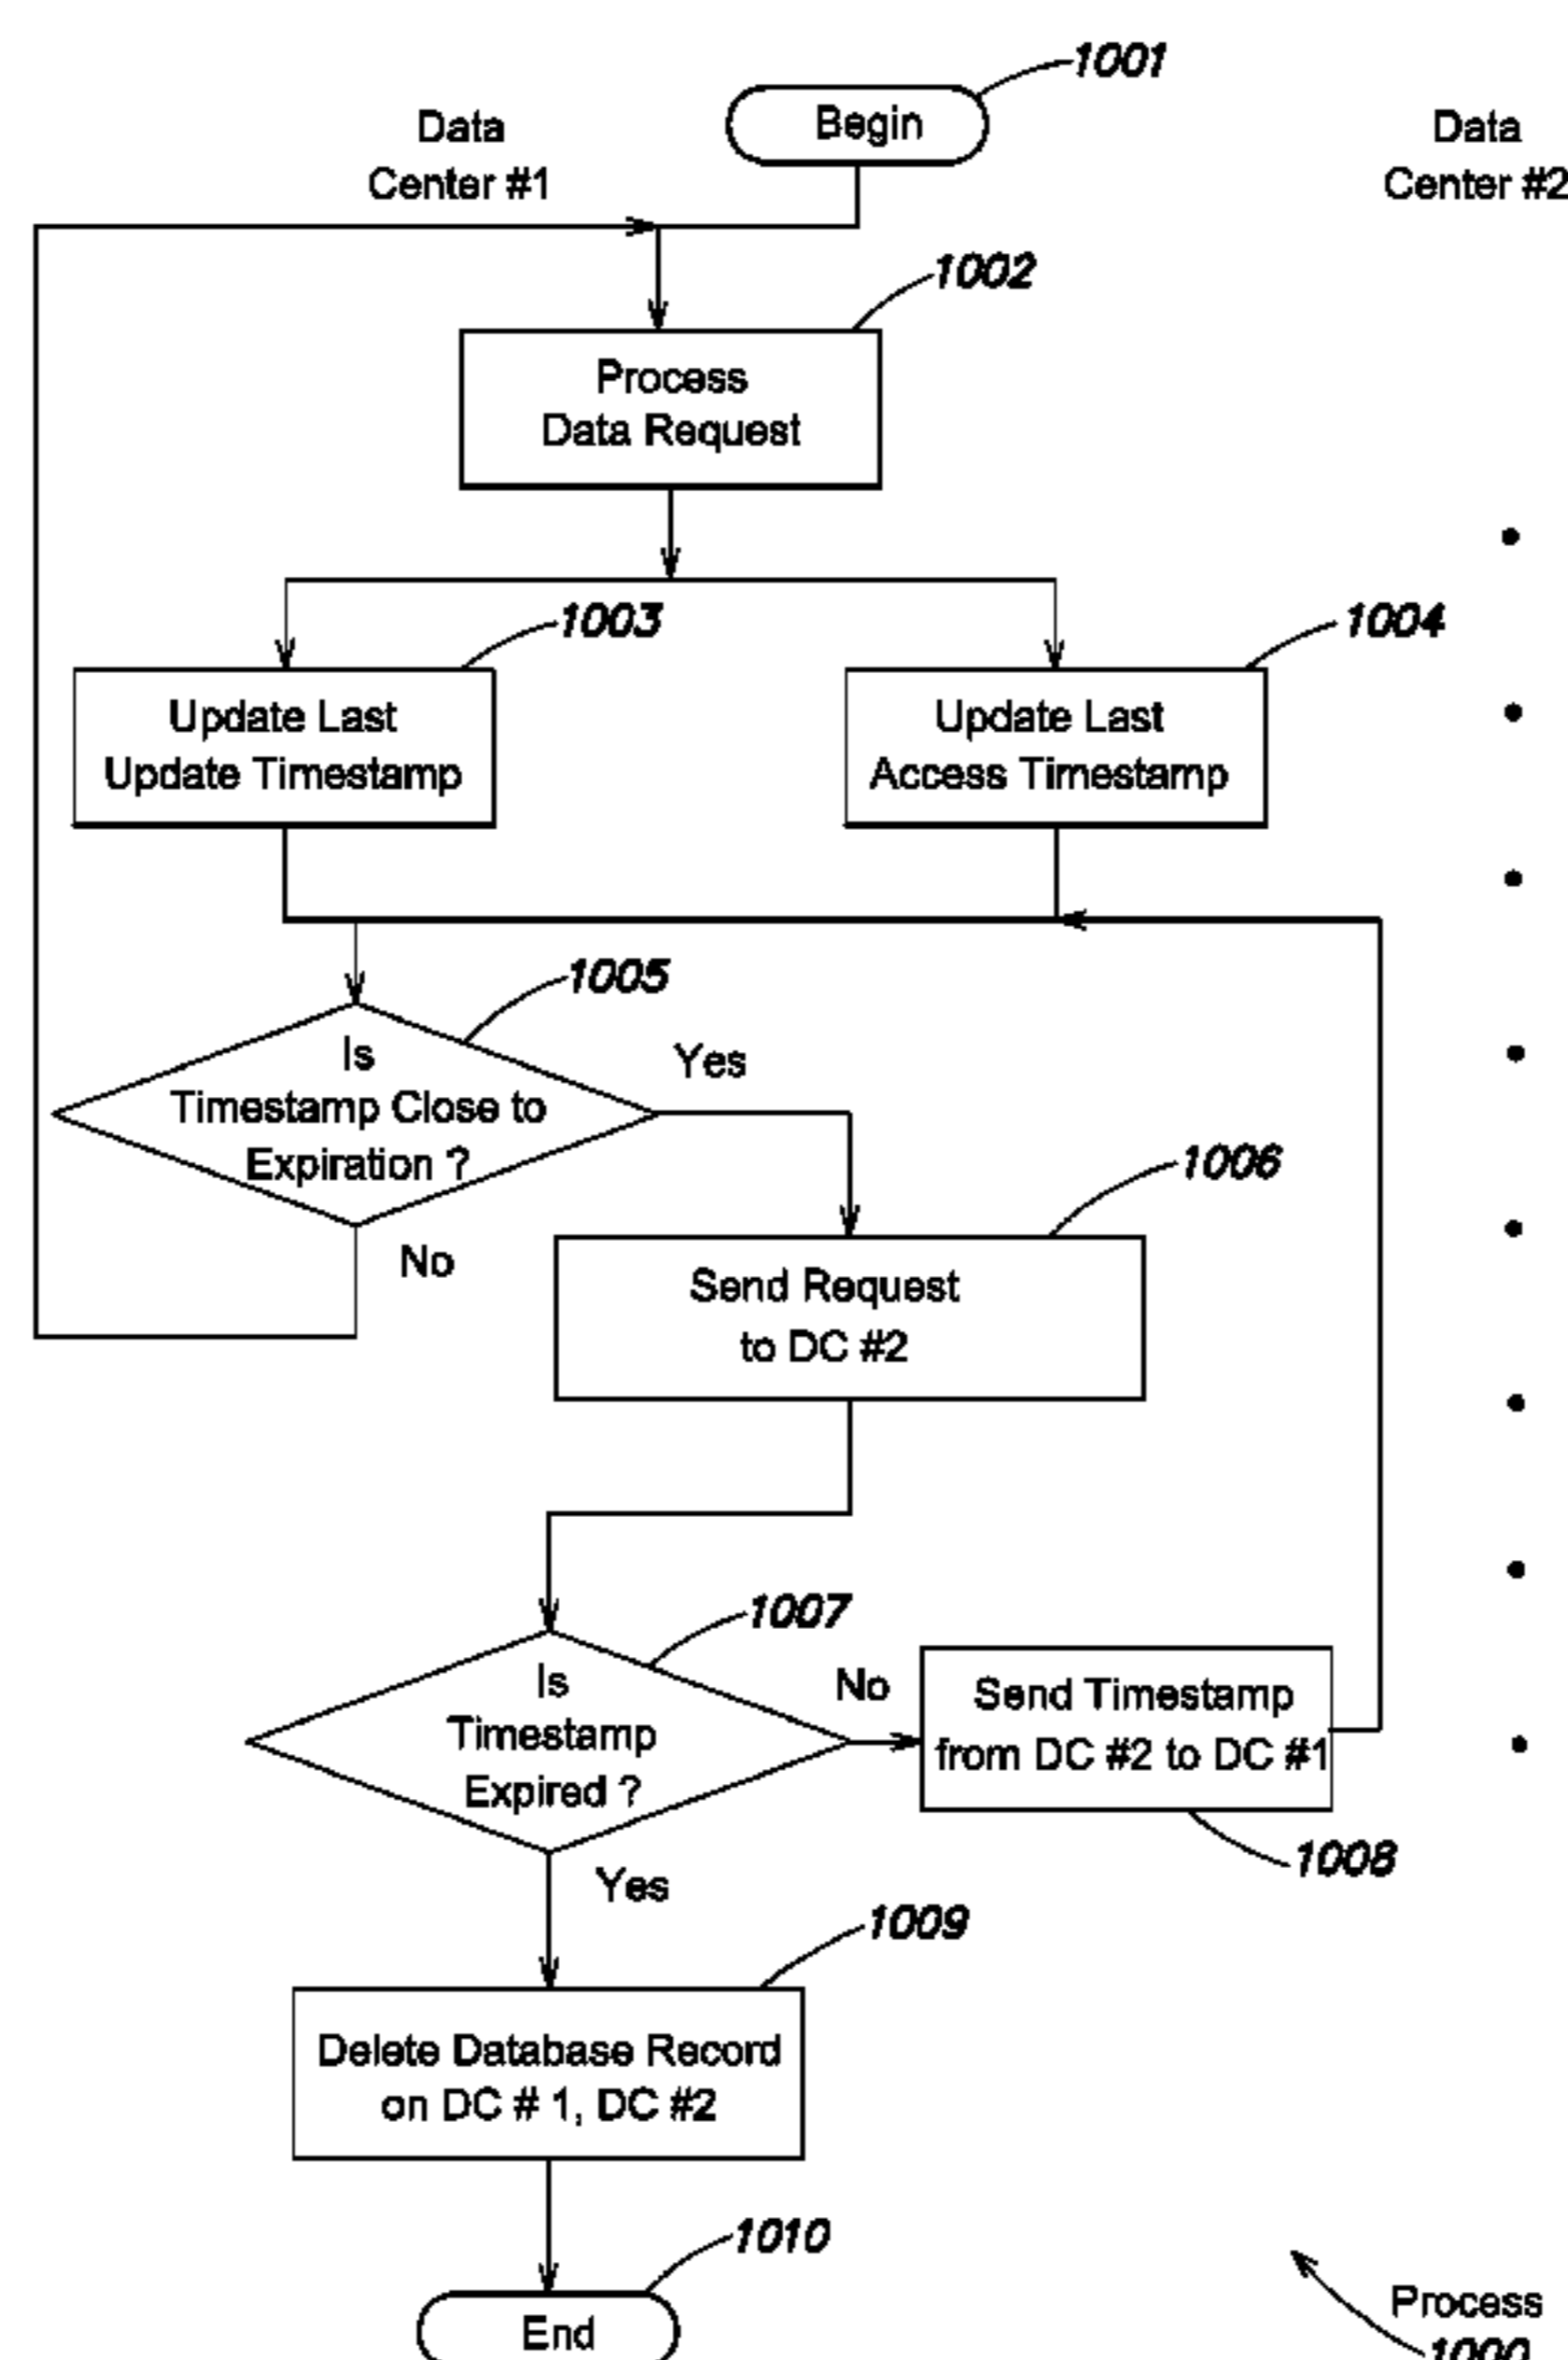 1001
Begin
Data
Center #1
Data
Center #2
1002
Process
Data Request
1003
1004
Update Last
Update Timestamp
Update Last
Access Timestamp
1005
Is
Timestamp Close to
Expiration ?
Yes
No
1006
Send Request
to DC #2
1007
Is
Timestamp
Expired ?
No
Send Timestamp
from DC #2 to DC #1
1008
Yes
1009
Delete Database Record
on DC # 1, DC #2
1010
End
Process
1000